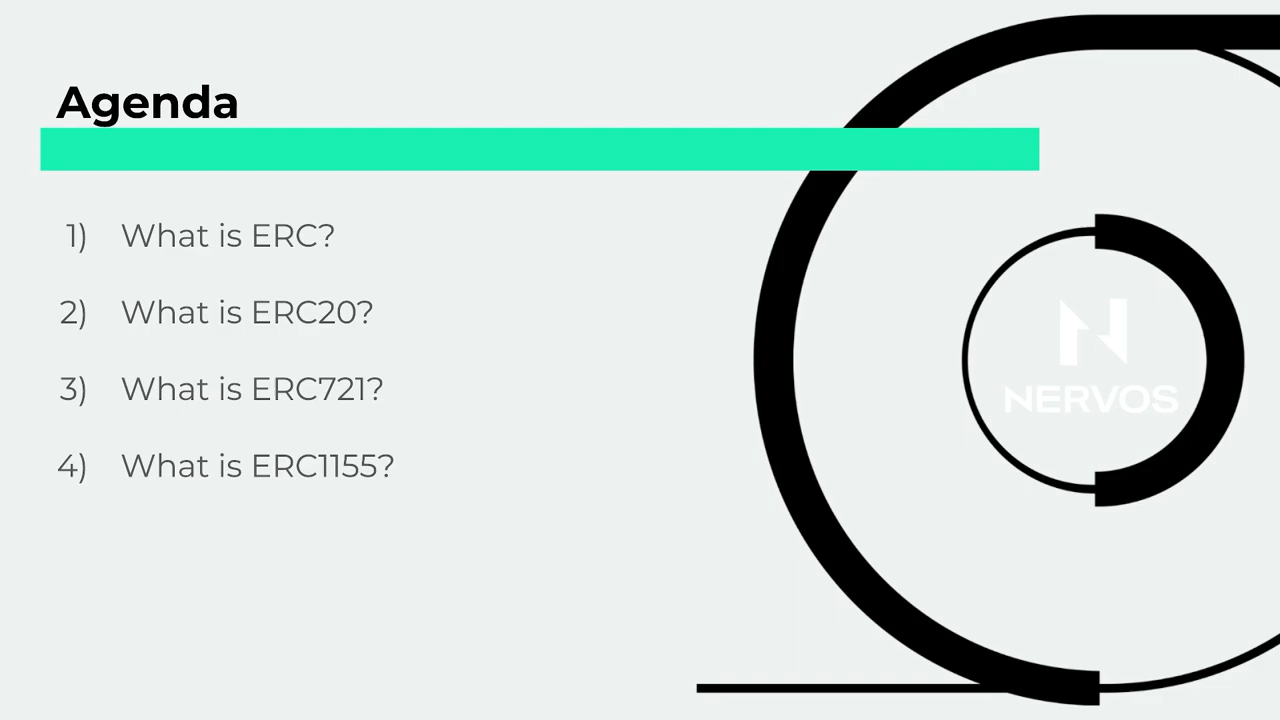 Agenda
1) What is ERC?
2) What is ERC20?
3) What is ERC721?
4) What is ERC1155?
NERVOS